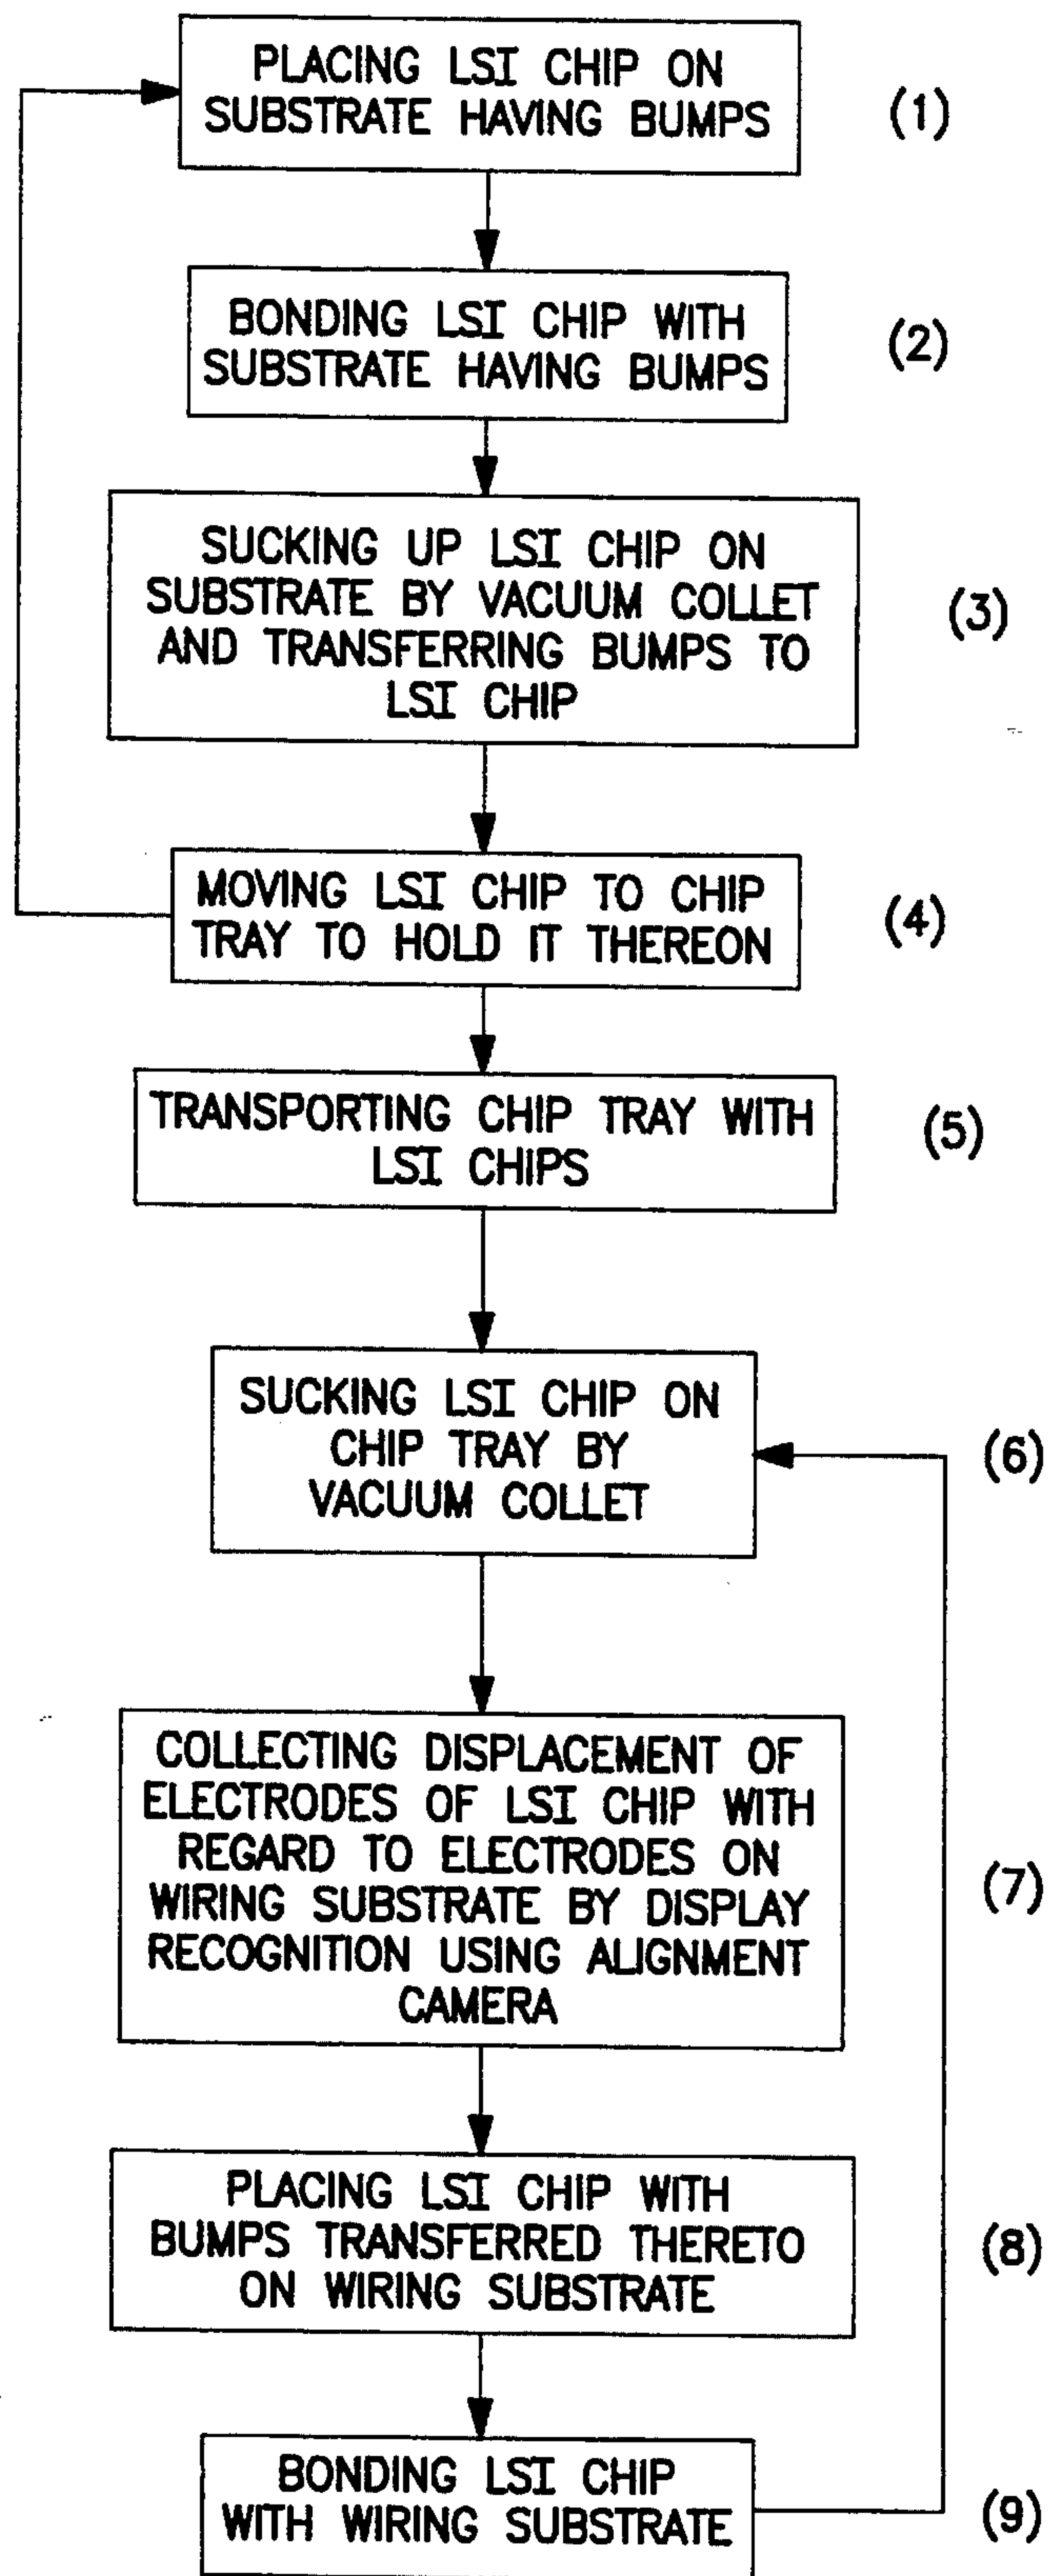 PLACING LSI CHIP ON
SUBSTRATE HAVING BUMPS
(1)
BONDING LSI CHIP WITH
SUBSTRATE HAVING BUMPS
(2)
SUCKING UP LSI CHIP ON
SUBSTRATE BY VACUUM COLLET
AND TRANSFERRING BUMPS TO
LSI CHIP
(3)
MOVING LSI CHIP TO CHIP
TRAY TO HOLD IT THEREON
(4)
TRANSPORTING CHIP TRAY WITH
LSI CHIPS
(5)
SUCKING LSI CHIP ON
CHIP TRAY BY
VACUUM COLLET
(6)
COLLECTING DISPLACEMENT OF
ELECTRODES OF LSI CHIP WITH
REGARD TO ELECTRODES ON
WIRING SUBSTRATE BY DISPLAY
RECOGNITION USING ALIGNMENT
CAMERA
(7)
PLACING LSI CHIP WITH
BUMPS TRANSFERRED THERETO
ON WIRING SUBSTRATE
(8)
BONDING LSI CHIP
WITH WIRING SUBSTRATE
(9)